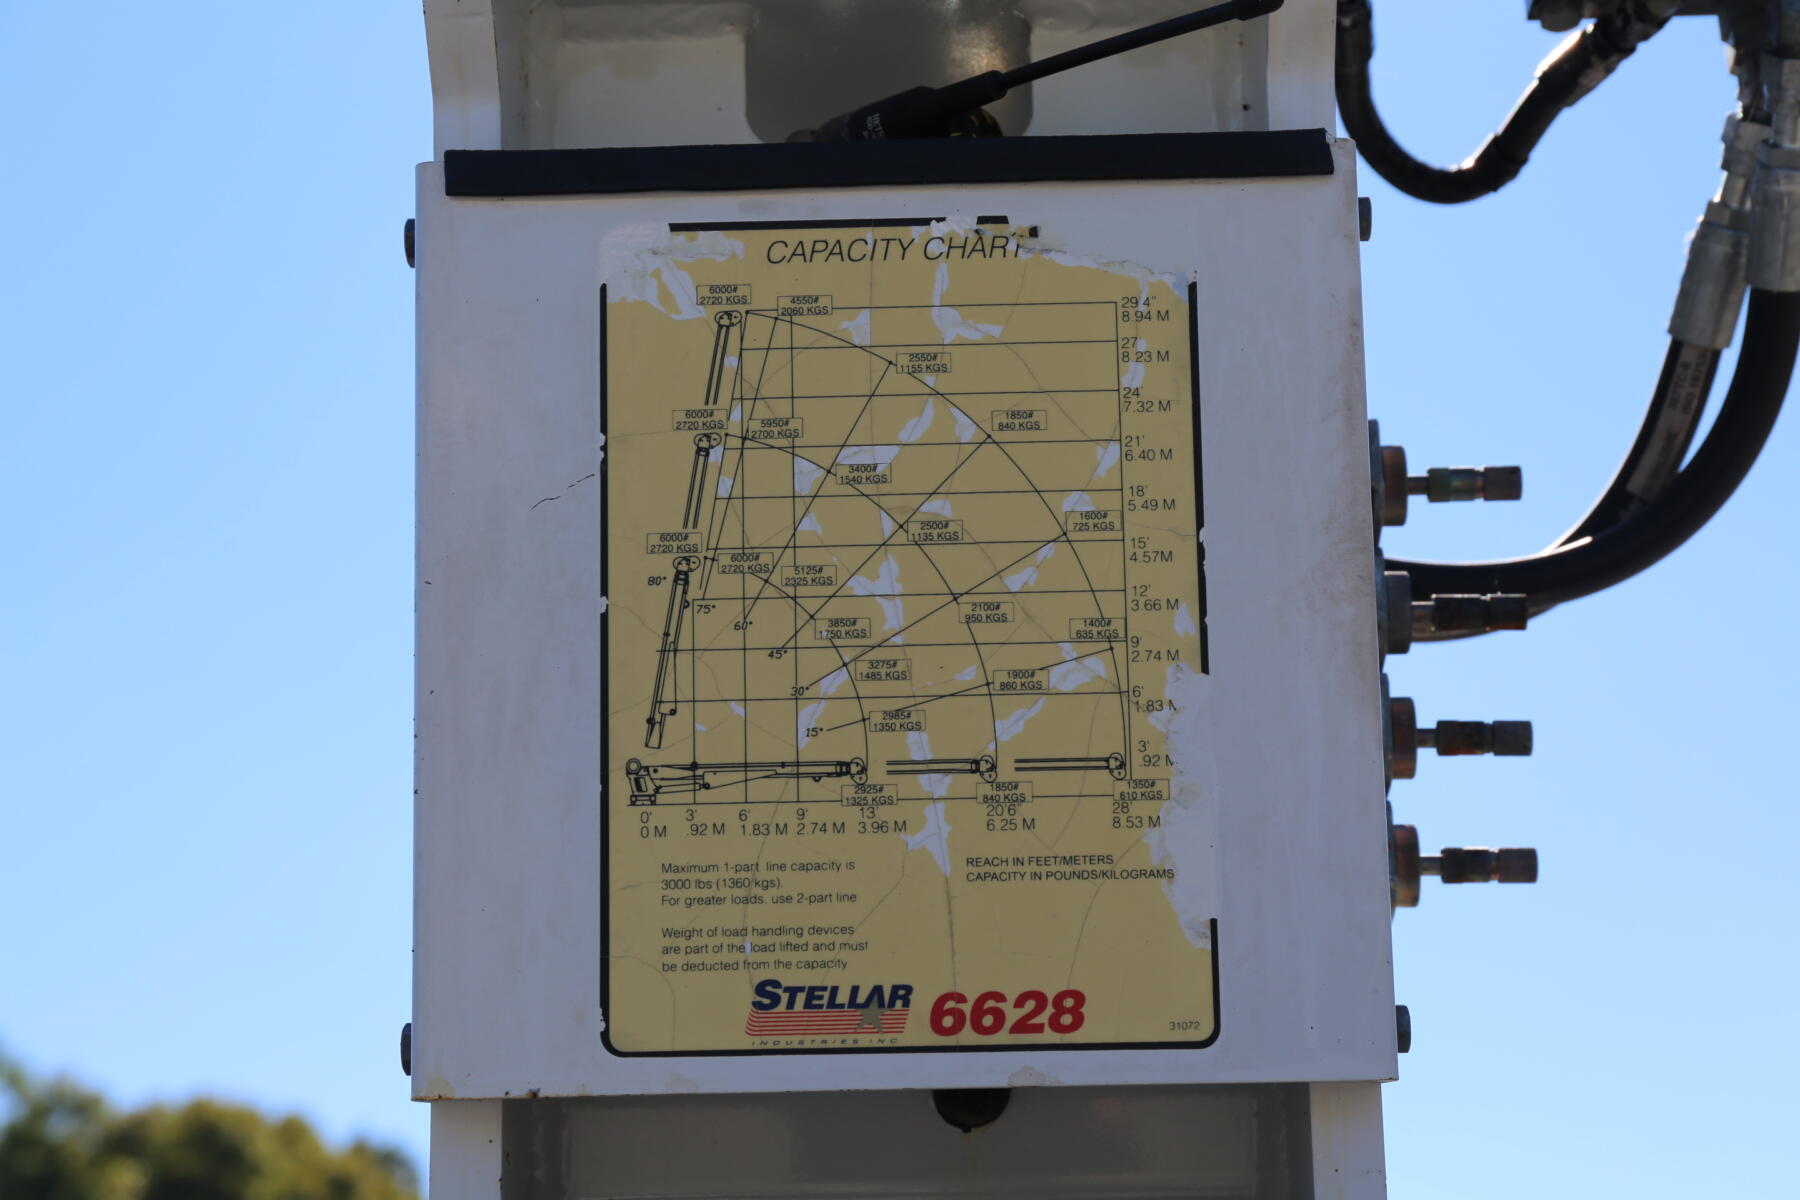 CAPACITY CHART
6000#
2720 KGS
4550#
2060 KGS
29'4"
8.94 M
27'
8.23 M
2550#
1155 KGS
24'
7.32 M
6000#
2720 KGS
5950#
2700 KGS
1850#
840 KGS
21'
6.40 M
3400#
1540 KGS
18'
5.49 M
1600#
725 KGS
2500#
1135 KGS
6000#
2720 KGS
6000#
2720 KGS
15'
4.57M
5125#
2325 KGS
80°
75°
12'
3.66 M
2100#
950 KGS
60°
3850#
1750 KGS
1400#
635 KGS
9'
2.74 M
45°
3275#
1485 KGS
30°
1900#
860 KGS
6'
1.83 M
2985#
1350 KGS
15°
3'
.92 M
2925#
1325 KGS
1850#
840 KGS
1350#
610 KGS
0' 3' 6' 9' 13' 20'6" 28'
0 M .92 M 1.83 M 2.74 M 3.96 M 6.25 M 8.53 M
Maximum 1-part line capacity is
3000 lbs (1360 kgs).
For greater loads, use 2-part line
REACH IN FEET/METERS
CAPACITY IN POUNDS/KILOGRAMS
Weight of load handling devices
are part of the load lifted and must
be deducted from the capacity
STELLAR
INDUSTRIES INC
6628
31072